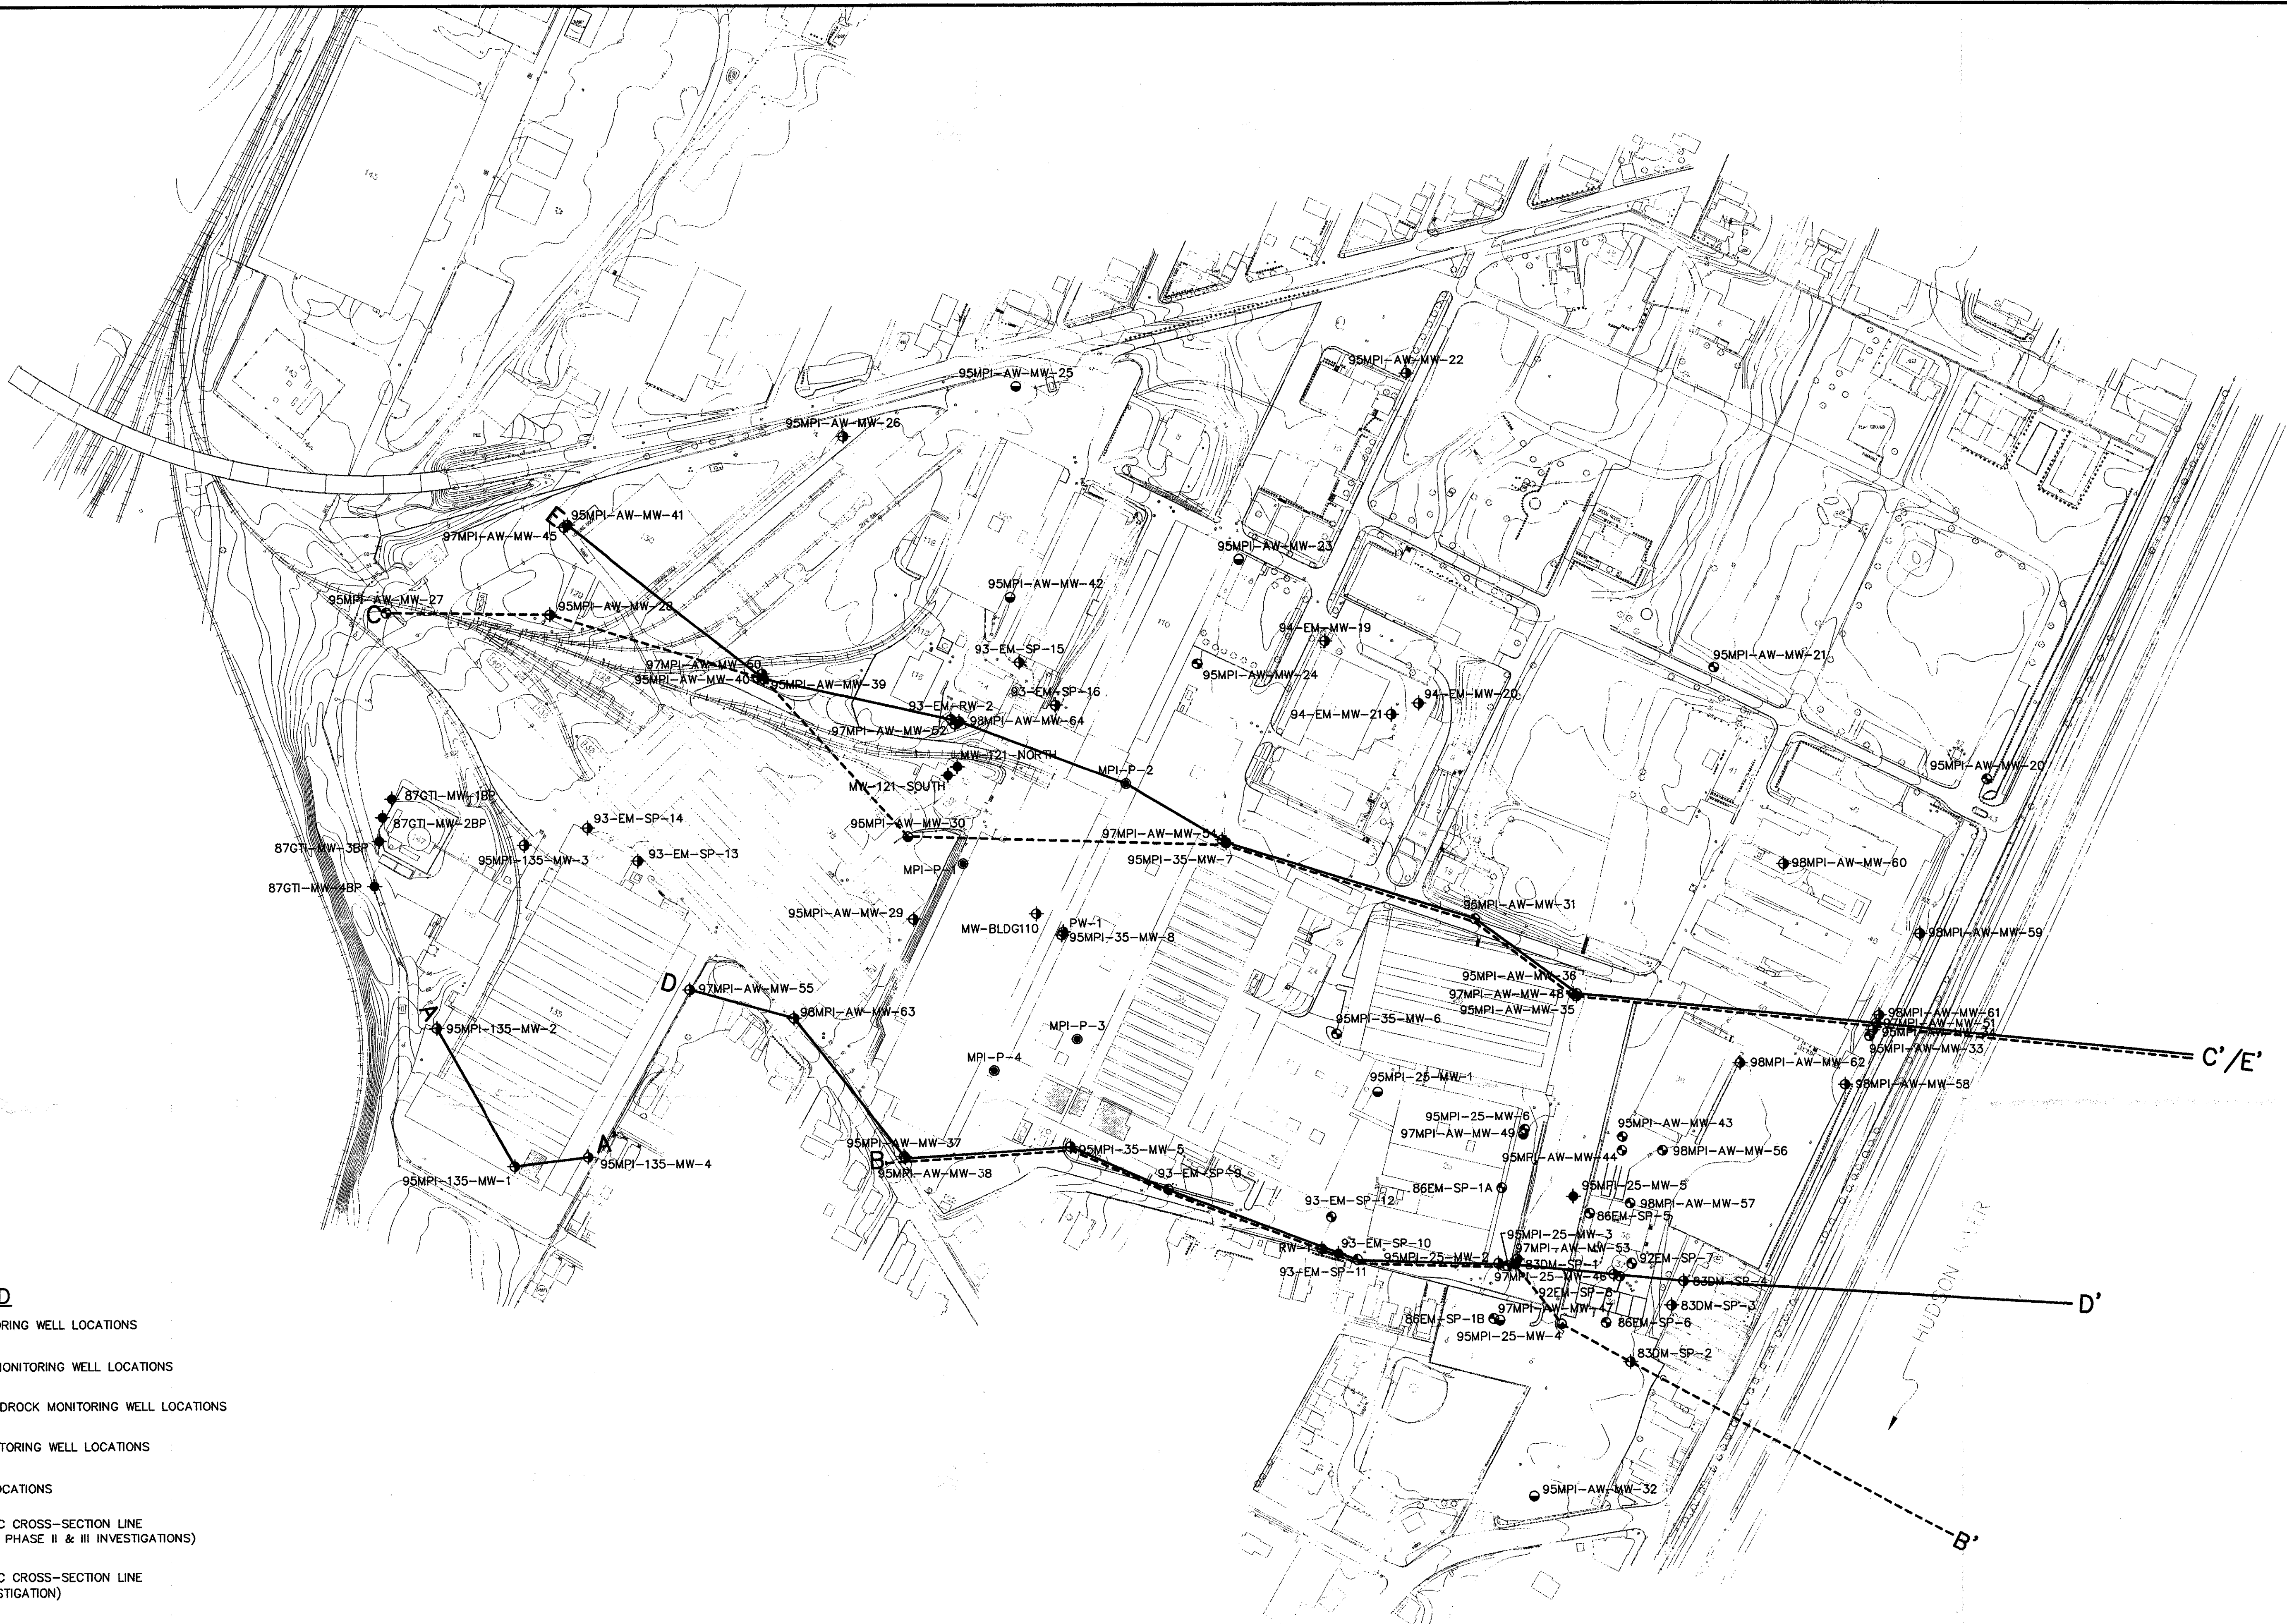 145
143
144
95MPI-AW-MW-22
95MPI-AW-MW-25
95MPI-AW-MW-26
E
95MPI-AW-MW-41
97MPI-AW-MW-45
130
95MPI-AW-MW-23
95MPI-AW-MW-42
95MPI-AW-MW-27
C
95MPI-AW-MW-28
110
94-EM-MW-19
93-EM-SP-15
97MPI-AW-MW-50
95MPI-AW-MW-40
95MPI-AW-MW-39
95MPI-AW-MW-24
95MPI-AW-MW-21
93-EM-SP-16
94-EM-MW-20
94-EM-MW-21
93-EM-RW-2
98MPI-AW-MW-64
97MPI-AW-MW-52
MW-121-NORTH
MW-121-SOUTH
MPI-P-2
95MPI-AW-MW-20
87GTI-MW-1BP
87GTI-MW-2BP
87GTI-MW-3BP
87GTI-MW-4BP
93-EM-SP-14
93-EM-SP-13
95MPI-135-MW-3
95MPI-AW-MW-30
97MPI-AW-MW-54
95MPI-35-MW-7
MPI-P-1
98MPI-AW-MW-60
95MPI-AW-MW-29
MW-BLDG110
PW-1
95MPI-35-MW-8
95MPI-AW-MW-31
98MPI-AW-MW-59
D
97MPI-AW-MW-55
95MPI-AW-MW-36
97MPI-AW-MW-48
95MPI-AW-MW-35
98MPI-AW-MW-63
135
A
95MPI-135-MW-2
MPI-P-3
95MPI-35-MW-6
98MPI-AW-MW-61
97MPI-AW-MW-51
95MPI-AW-MW-34
95MPI-AW-MW-33
C'/E'
MPI-P-4
98MPI-AW-MW-62
98MPI-AW-MW-58
95MPI-25-MW-1
95MPI-25-MW-6
97MPI-AW-MW-49
95MPI-AW-MW-43
A'
95MPI-135-MW-4
95MPI-135-MW-1
95MPI-AW-MW-37
B
95MPI-AW-MW-38
95MPI-35-MW-5
95MPI-AW-MW-44
98MPI-AW-MW-56
93-EM-SP-9
86EM-SP-1A
95MPI-25-MW-5
98MPI-AW-MW-57
93-EM-SP-12
86EM-SP-5
95MPI-25-MW-3
93-EM-SP-10
RW-1
97MPI-AW-MW-53
95MPI-25-MW-2
83DM-SP-1
92EM-SP-7
93-EM-SP-11
97MPI-25-MW-46
83DM-SP-4
92EM-SP-8
97MPI-AW-MW-47
83DM-SP-3
D'
86EM-SP-1B
86EM-SP-6
95MPI-25-MW-4
83DM-SP-2
HUDSON RIVER
95MPI-AW-MW-32
B'
D
ORING WELL LOCATIONS
MONITORING WELL LOCATIONS
DROCK MONITORING WELL LOCATIONS
TORING WELL LOCATIONS
OCATIONS
C CROSS-SECTION LINE
PHASE II & III INVESTIGATIONS)
C CROSS-SECTION LINE
STIGATION)